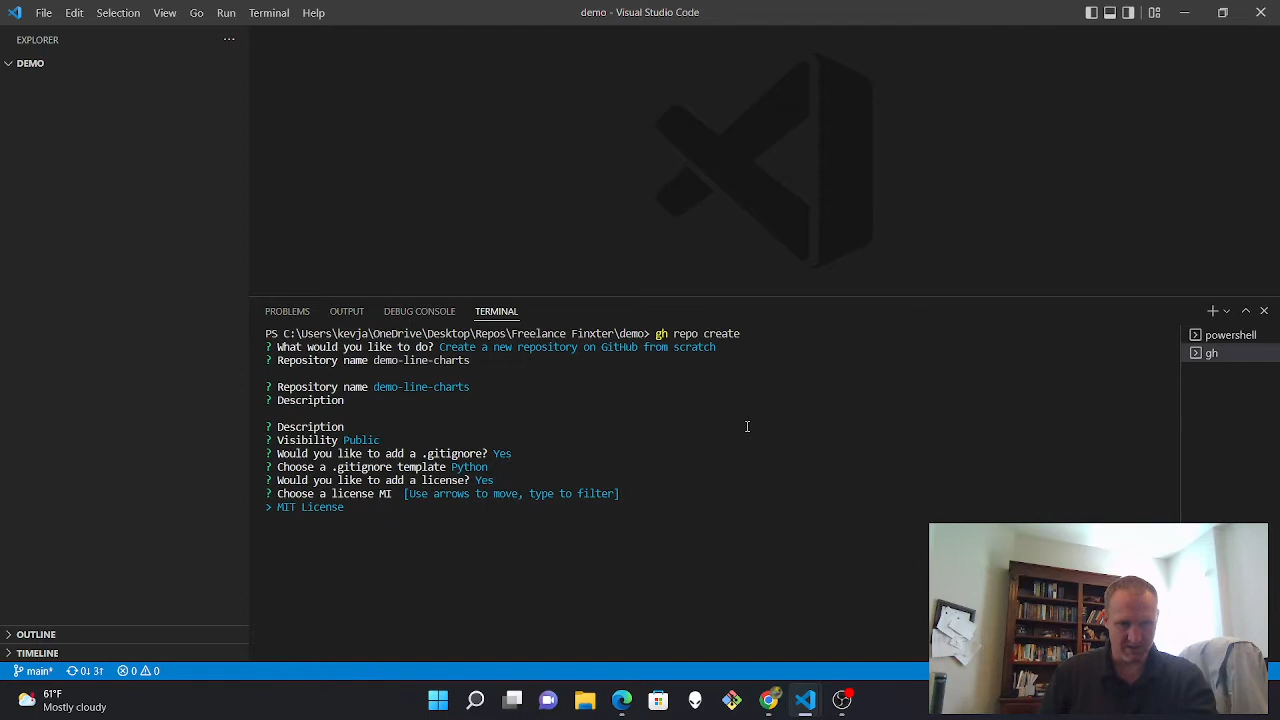 File Edit Selection View Go Run Terminal Help
demo - Visual Studio Code
EXPLORER
DEMO
PROBLEMS OUTPUT DEBUG CONSOLE TERMINAL
PS C:\Users\kevja\OneDrive\Desktop\Repos\Freelance Finxter\demo> gh repo create
? What would you like to do? Create a new repository on GitHub from scratch
? Repository name demo-line-charts
? Repository name demo-line-charts
? Description
? Description
? Visibility Public
? Would you like to add a .gitignore? Yes
? Choose a .gitignore template Python
? Would you like to add a license? Yes
? Choose a license MI [Use arrows to move, type to filter]
> MIT License
powershell
gh
OUTLINE
TIMELINE
main* 0↓ 3↑ 0 0
61°F
Mostly cloudy